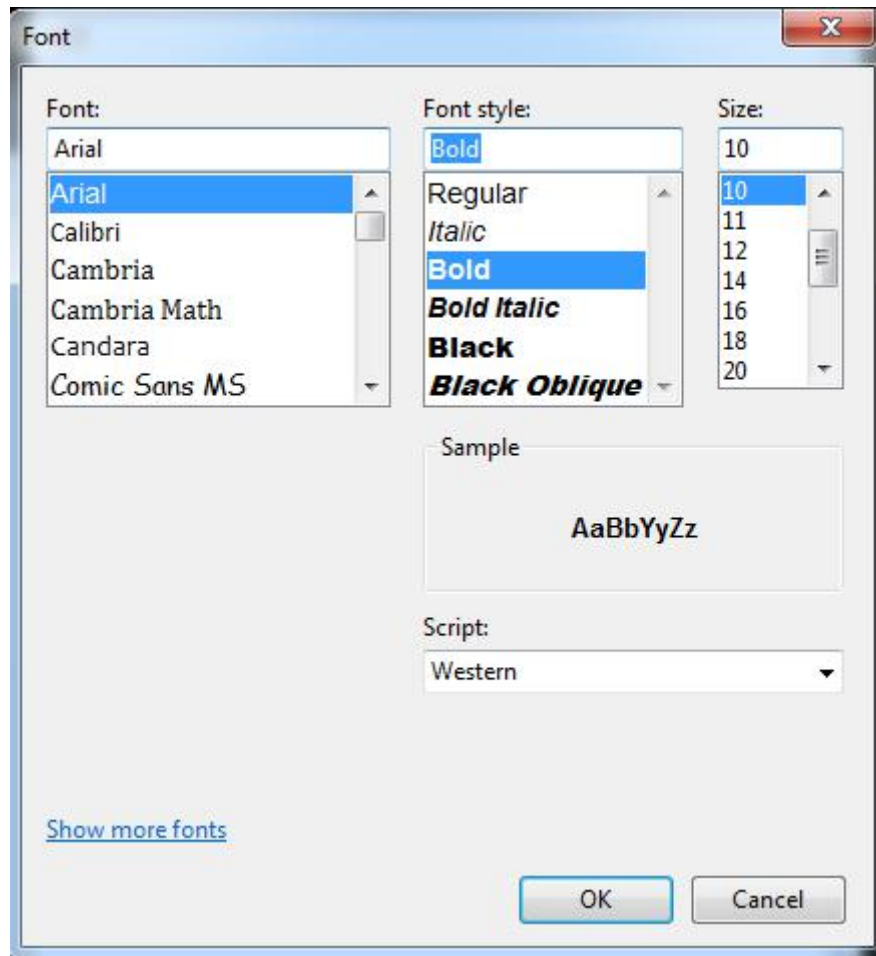 Font
Font:
Arial
Arial
Calibri
Cambria
Cambria Math
Candara
Comic Sans MS
Font style:
Bold
Regular
Italic
Bold
Bold Italic
Black
Black Oblique
Size:
10
10
11
12
14
16
18
20
Sample
AaBbYyZz
Script:
Western
Show more fonts
OK
Cancel